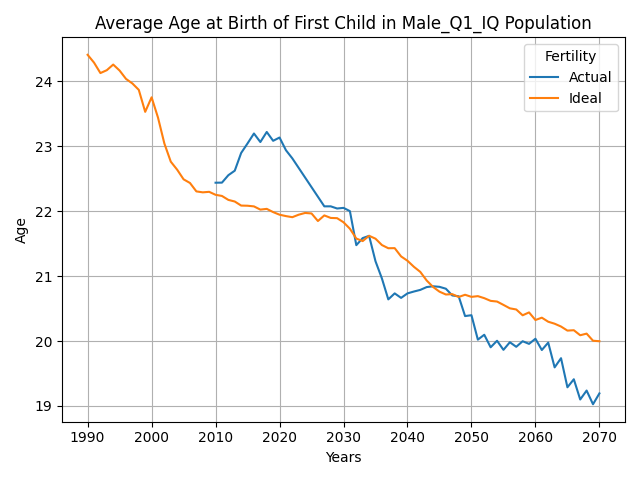 Average Age at Birth of First Child in Male_Q1_IQ Population
Fertility
Actual
Ideal
Age
24
23
22
21
20
19
1990 2000 2010 2020 2030 2040 2050 2060 2070
Years